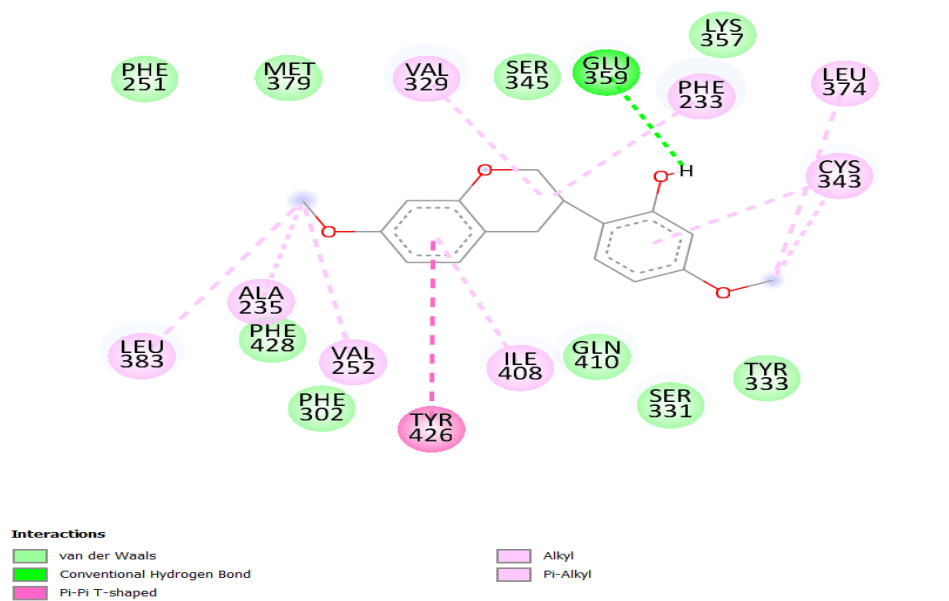 LYS
357
PHE
251
MET
379
VAL
329
SER
345
GLU
359
PHE
233
LEU
374
CYS
343
O
O
H
O
O
ALA
235
PHE
428
LEU
383
VAL
252
ILE
408
GLN
410
TYR
333
PHE
302
SER
331
TYR
426
Interactions
van der Waals
Conventional Hydrogen Bond
Pi-Pi T-shaped
Alkyl
Pi-Alkyl